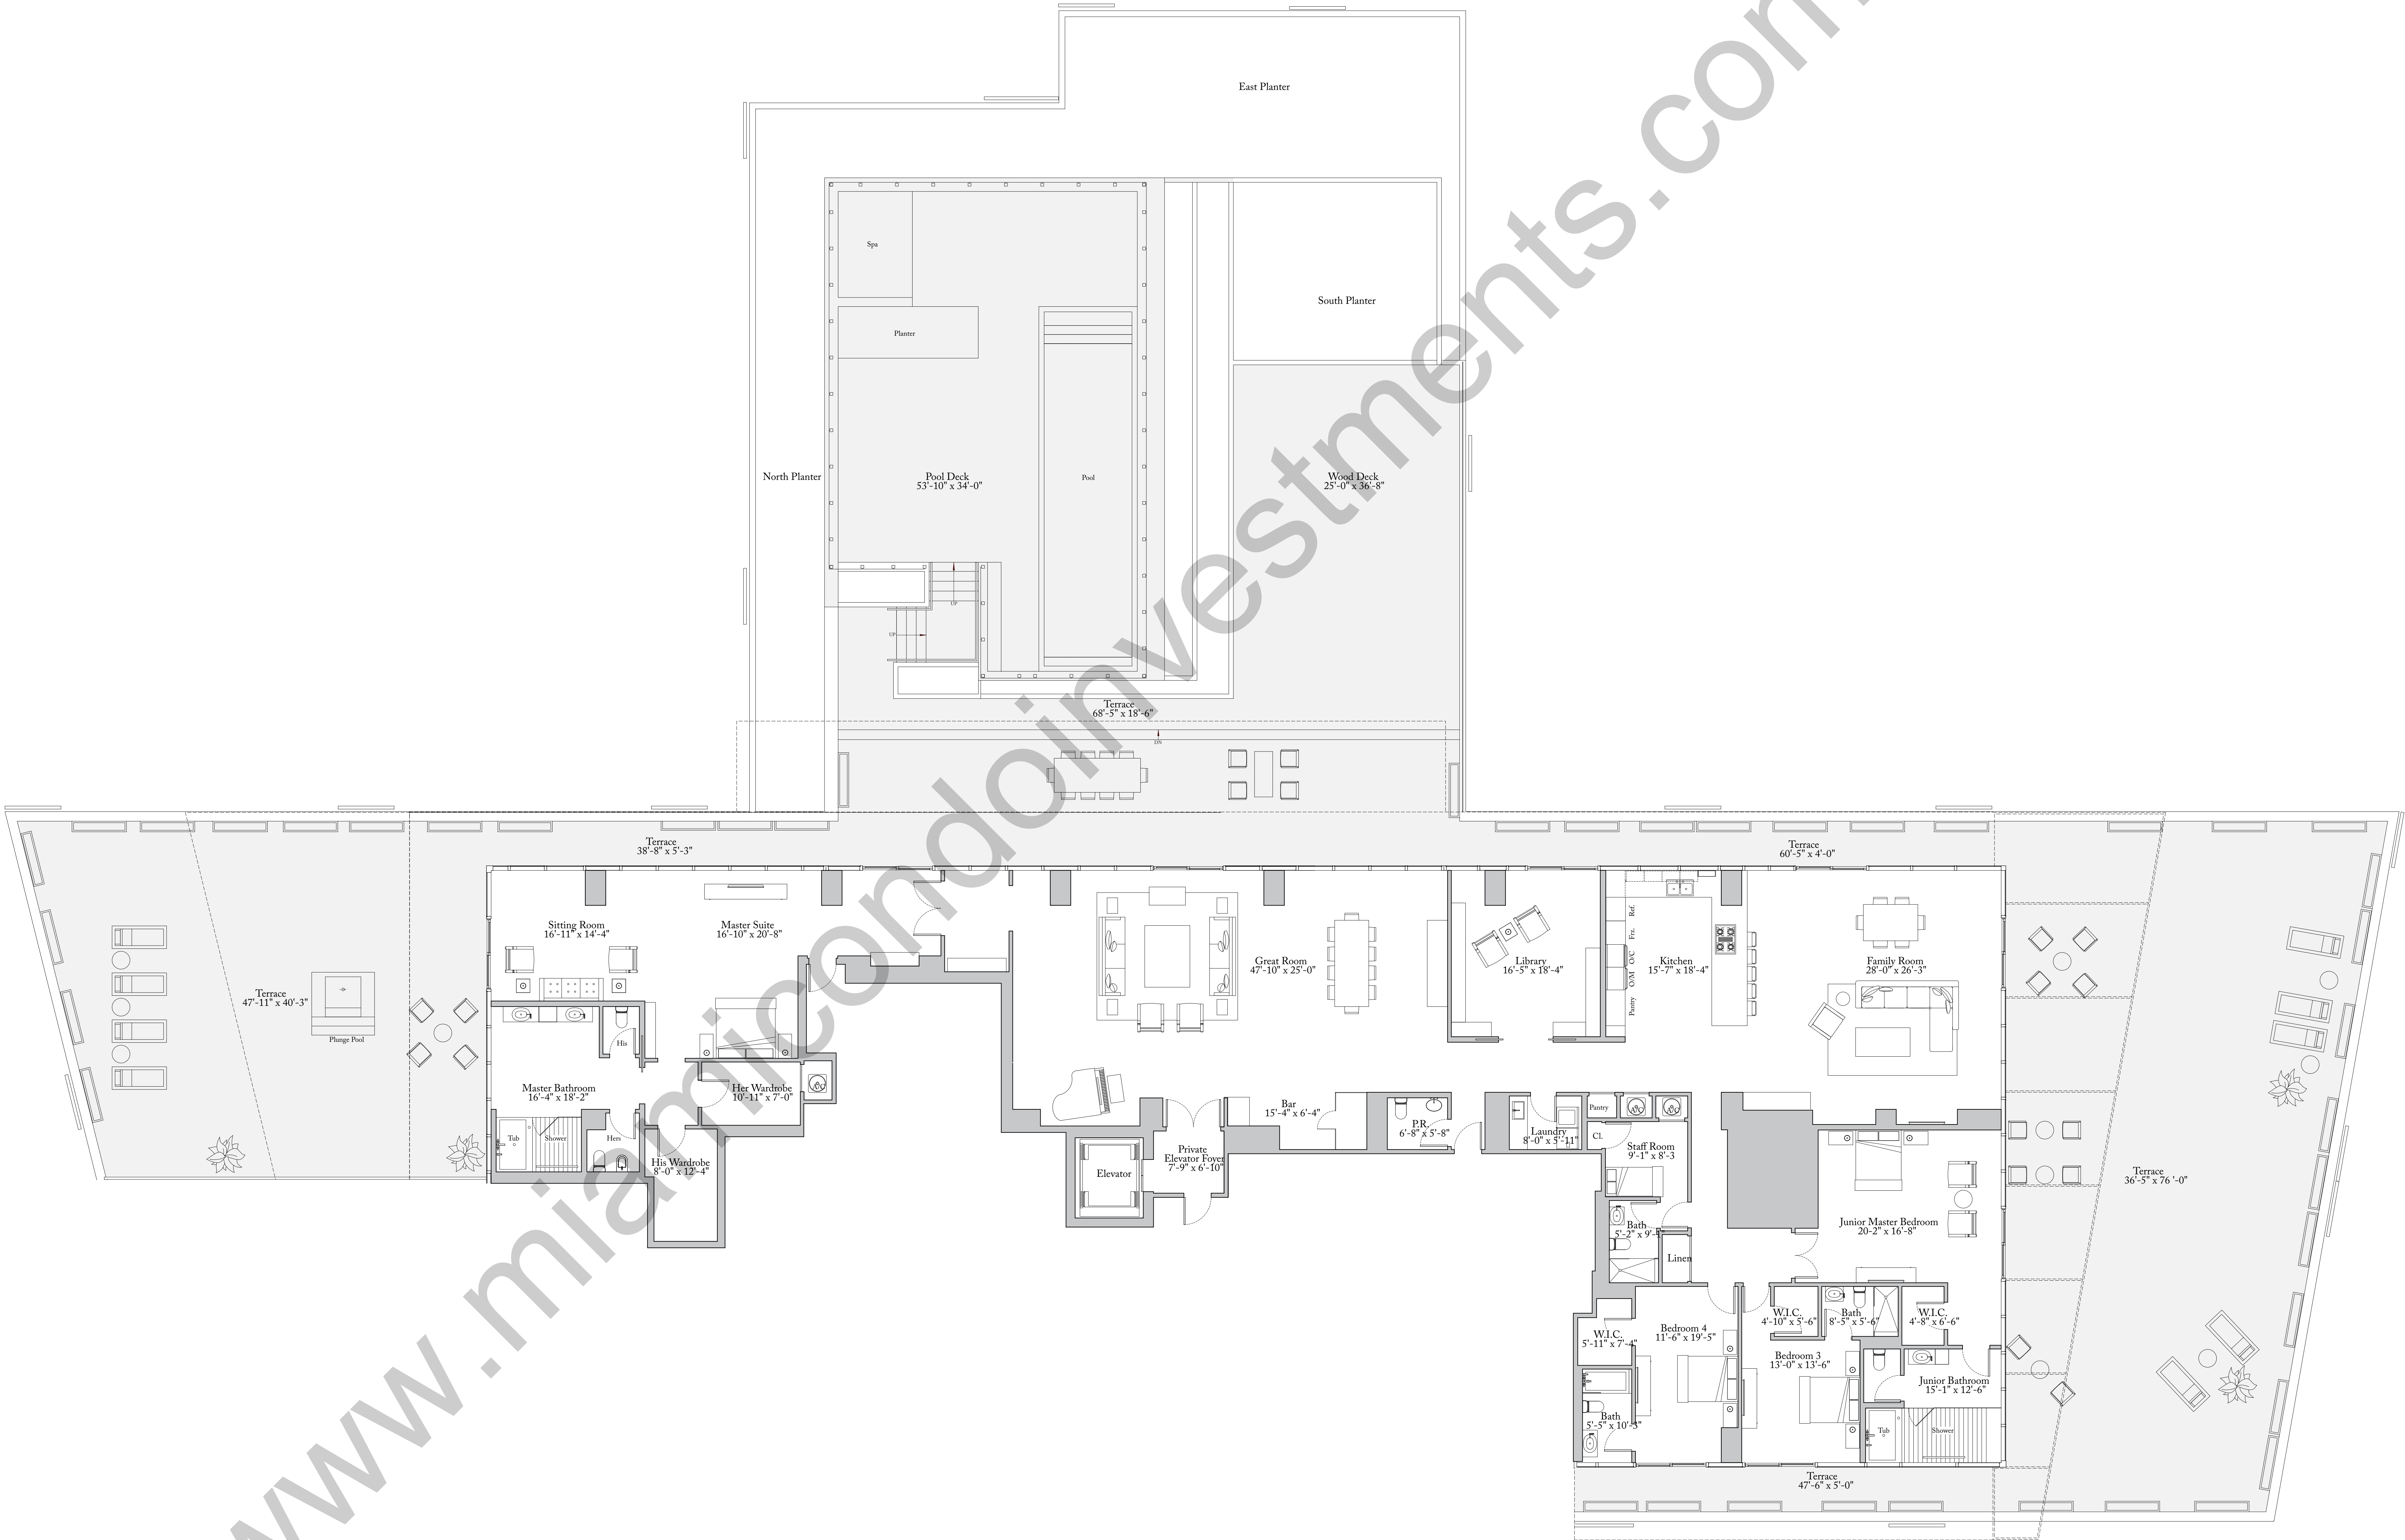 East Planter
Spa
South Planter
Planter
North Planter
Pool Deck
53'-10" x 34'-0"
Pool
Wood Deck
25'-0" x 36'-8"
UP
UP
Terrace
68'-5" x 18'-6"
DN
Terrace
38'-8" x 5'-3"
Terrace
60'-5" x 4'-0"
Sitting Room
16'-11" x 14'-4"
Master Suite
16'-10" x 20'-8"
Great Room
47'-10" x 25'-0"
Library
16'-5" x 18'-4"
Pantry O/M O/C Frz. Ref.
Kitchen
15'-7" x 18'-4"
Family Room
28'-0" x 26'-3"
Terrace
47'-11" x 40'-3"
Plunge Pool
His
Master Bathroom
16'-4" x 18'-2"
Her Wardrobe
10'-11" x 7'-0"
Tub
Shower
Hers
His Wardrobe
8'-0" x 12'-4"
Elevator
Private
Elevator Foyer
7'-9" x 6'-10"
Bar
15'-4" x 6'-4"
P.R.
6'-8" x 5'-8"
Laundry
8'-0" x 5'-11"
Pantry
Cl.
Staff Room
9'-1" x 8'-3
Bath
5'-2" x 9'-
Linen
Junior Master Bedroom
20-2" x 16'-8"
Terrace
36'-5" x 76 '-0"
W.I.C.
5'-11" x 7'-4"
Bedroom 4
11'-6" x 19'-5"
W.I.C.
4'-10" x 5'-6"
Bath
8'-5" x 5'-6"
W.I.C.
4'-8" x 6'-6"
Bedroom 3
13'-0" x 13'-6"
Junior Bathroom
15'-1" x 12'-6"
Bath
5'-5" x 10'-3"
Tub
Shower
Terrace
47'-6" x 5'-0"
www.miamicondoinvestments.com